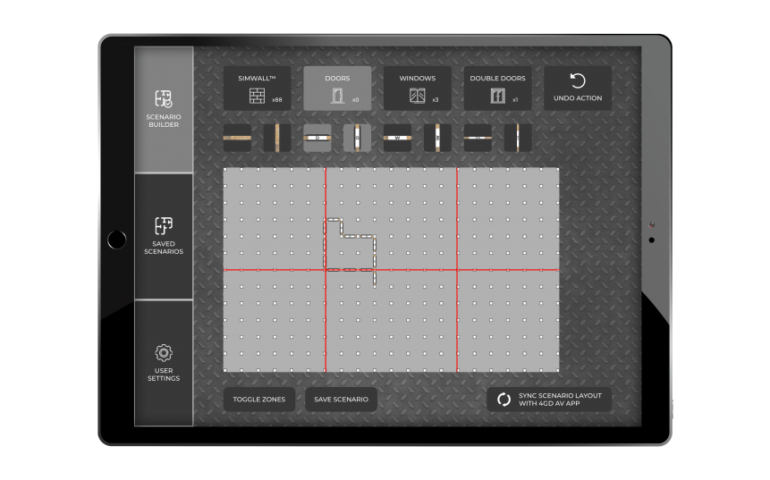 SIMWALL™
x88
DOORS
x0
WINDOWS
x3
DOUBLE DOORS
x1
UNDO ACTION
SCENARIO
BUILDER
W
SAVED
SCENARIOS
USER
SETTINGS
TOGGLE ZONES
SAVE SCENARIO
SYNC SCENARIO LAYOUT
WITH 4GD AV APP